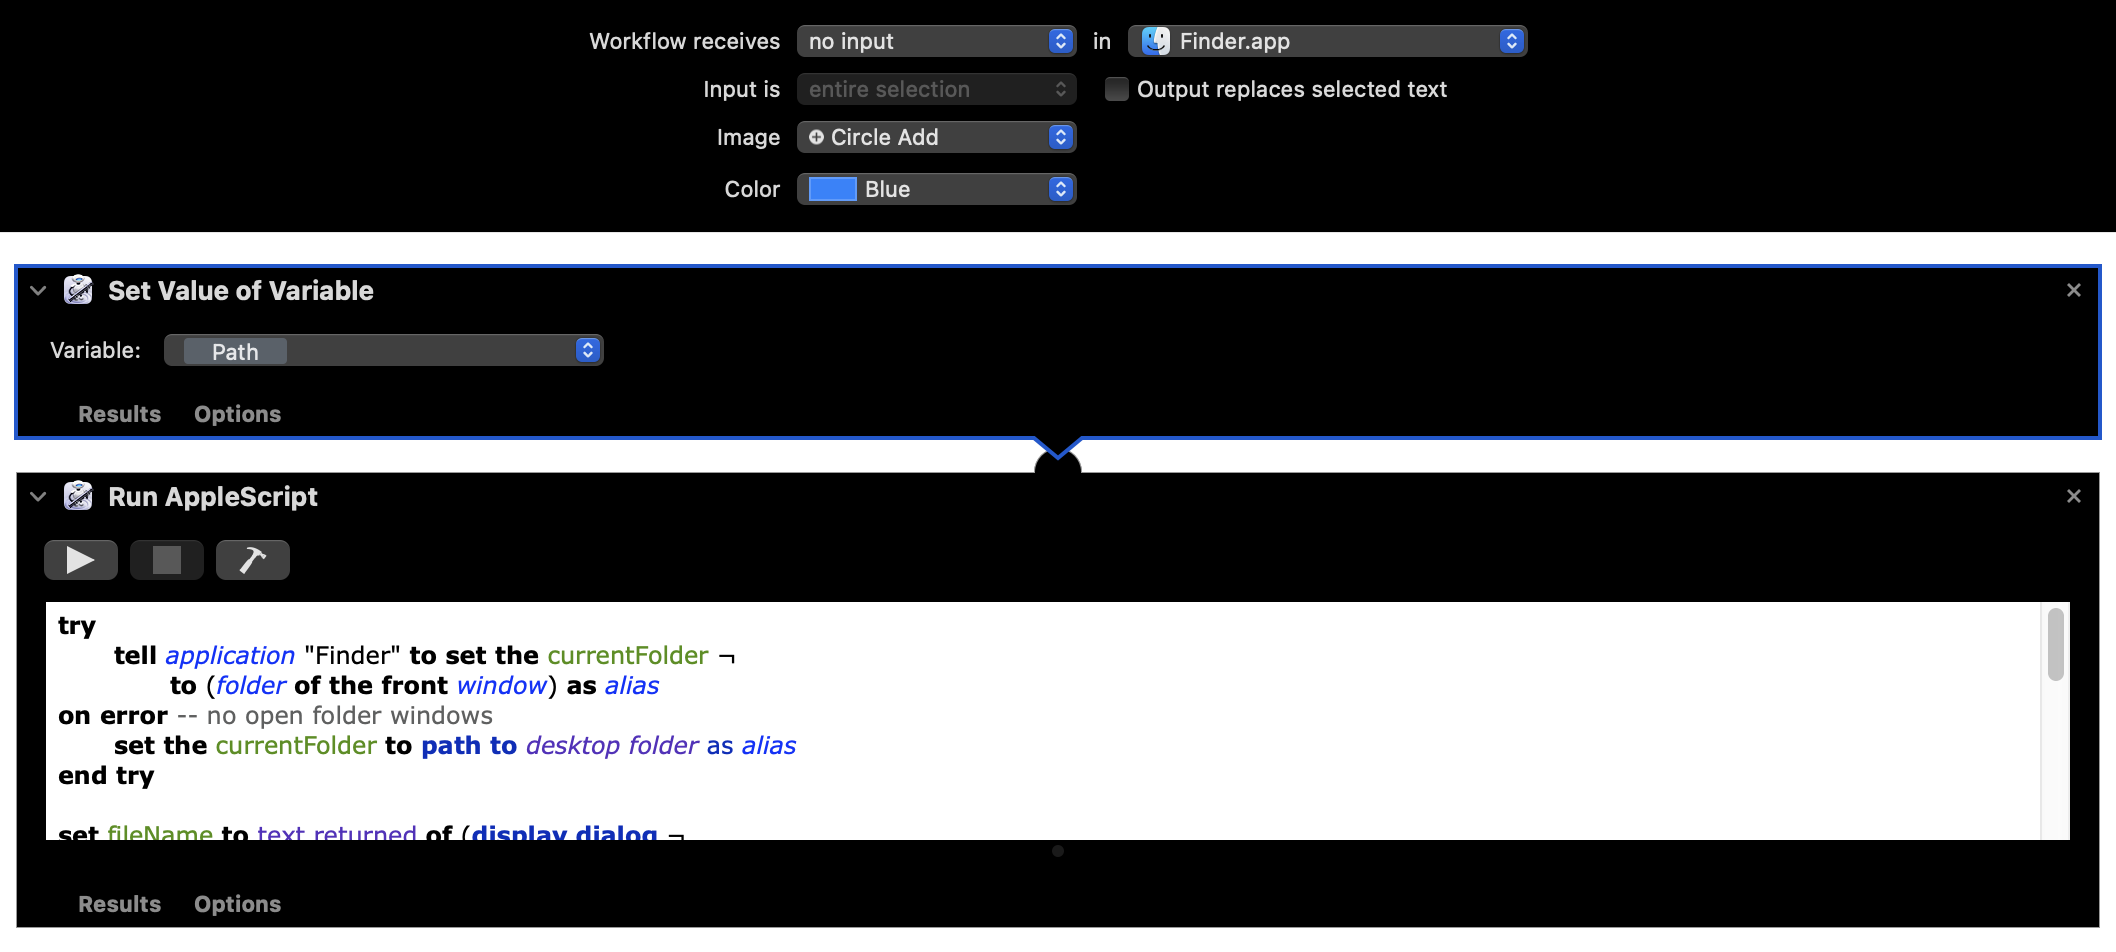 Workflow receives no input in Finder.app
Input is entire selection Output replaces selected text
Image Circle Add
Color Blue
Set Value of Variable
Variable: Path
Results Options
Run AppleScript
try
tell application "Finder" to set the currentFolder ¬
to (folder of the front window) as alias
on error -- no open folder windows
set the currentFolder to path to desktop folder as alias
end try
set fileName to text returned of (display dialog ¬
Results Options